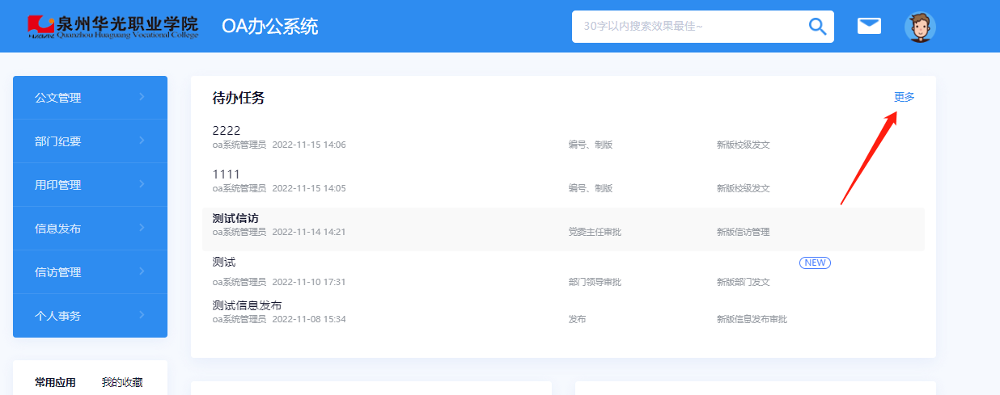 泉州华光职业学院
Quanzhou Huaguang Vocational College
OA办公系统
30字以内搜索效果最佳~
公文管理
部门纪要
用印管理
信息发布
信访管理
个人事务
常用应用 我的收藏
待办任务 更多
2222
oa系统管理员 2022-11-15 14:06 编号、制版 新版校级发文
1111
oa系统管理员 2022-11-15 14:05 编号、制版 新版校级发文
测试信访
oa系统管理员 2022-11-14 14:21 党委主任审批 新版信访管理
测试 NEW
oa系统管理员 2022-11-10 17:31 部门领导审批 新版部门发文
测试信息发布
oa系统管理员 2022-11-08 15:34 发布 新版信息发布审批